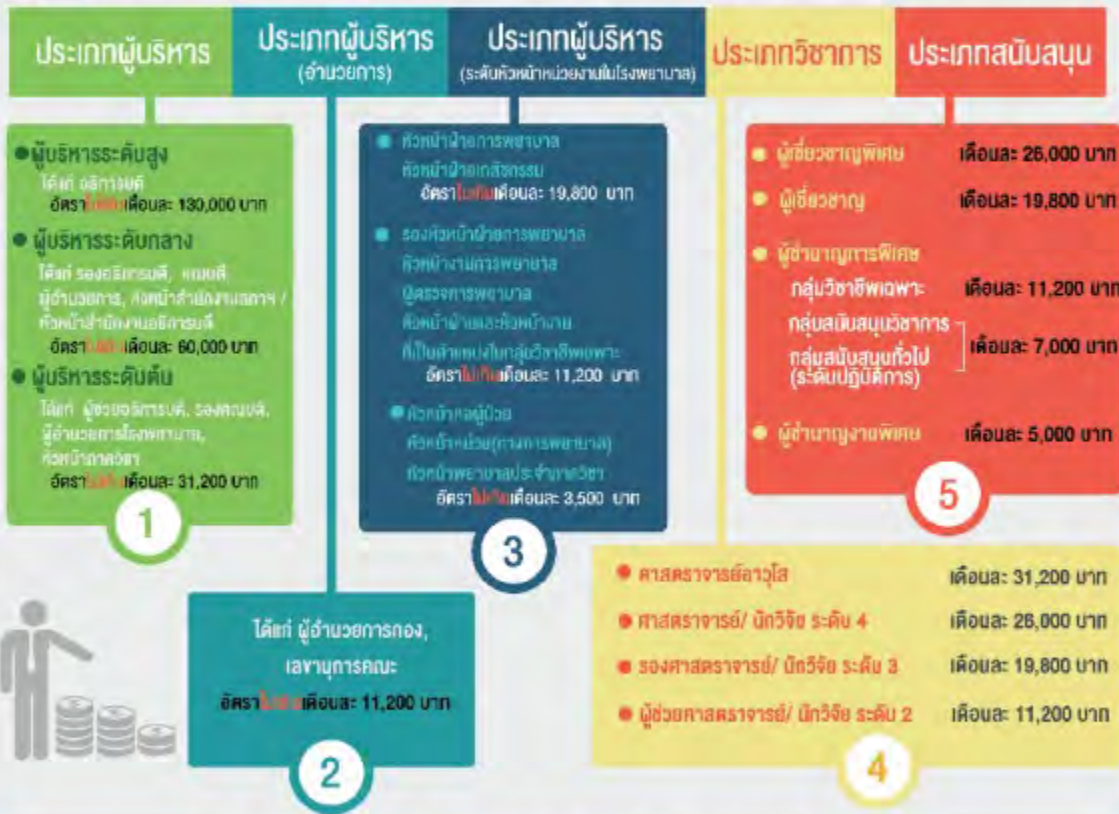 ประเภทผู้บริหาร
ประเภทผู้บริหาร
(อำนวยการ)
ประเภทผู้บริหาร
(ระดับหัวหน้าหน่วยงานในโรงพยาบาล)
ประเภทวิชาการ
ประเภทสนับสนุน
● ผู้บริหารระดับสูง
ได้แก่ อธิการบดี
อัตราไม่เกินเดือนละ 130,000 บาท
● ผู้บริหารระดับกลาง
ได้แก่ รองอธิการบดี, คณบดี
ผู้อำนวยการ, หัวหน้าสำนักงานสภาฯ /
หัวหน้าสำนักงานอธิการบดี
อัตราไม่เกินเดือนละ 60,000 บาท
● ผู้บริหารระดับต้น
ได้แก่ ผู้ช่วยอธิการบดี, รองคณบดี,
ผู้อำนวยการโรงพยาบาล,
หัวหน้าภาควิชา
อัตราไม่เกินเดือนละ 31,200 บาท
1
ได้แก่ ผู้อำนวยการกอง,
เลขานุการคณะ
อัตราไม่เกินเดือนละ 11,200 บาท
2
● หัวหน้าฝ่ายการพยาบาล
หัวหน้าฝ่ายเภสัชกรรม
อัตราไม่เกินเดือนละ 19,800 บาท
● รองหัวหน้าฝ่ายการพยาบาล
หัวหน้างานการพยาบาล
ผู้ตรวจการพยาบาล
หัวหน้าฝ่ายและหัวหน้างาน
ที่เป็นตำแหน่งในกลุ่มวิชาชีพเฉพาะ
อัตราไม่เกินเดือนละ 11,200 บาท
● หัวหน้าหอผู้ป่วย
หัวหน้าหน่วย(ทางการพยาบาล)
หัวหน้าพยาบาลประจำภาควิชา
อัตราไม่เกินเดือนละ 3,500 บาท
3
● ศาสตราจารย์อาวุโส เดือนละ 31,200 บาท
● ศาสตราจารย์/ นักวิจัย ระดับ 4 เดือนละ 26,000 บาท
● รองศาสตราจารย์/ นักวิจัย ระดับ 3 เดือนละ 19,800 บาท
● ผู้ช่วยศาสตราจารย์/ นักวิจัย ระดับ 2 เดือนละ 11,200 บาท
4
● ผู้เชี่ยวชาญพิเศษ เดือนละ 26,000 บาท
● ผู้เชี่ยวชาญ เดือนละ 19,800 บาท
● ผู้ชำนาญการพิเศษ
กลุ่มวิชาชีพเฉพาะ เดือนละ 11,200 บาท
กลุ่มสนับสนุนวิชาการ
กลุ่มสนับสนุนทั่วไป เดือนละ 7,000 บาท
(ระดับปฏิบัติการ)
● ผู้ชำนาญงานพิเศษ เดือนละ 5,000 บาท
5